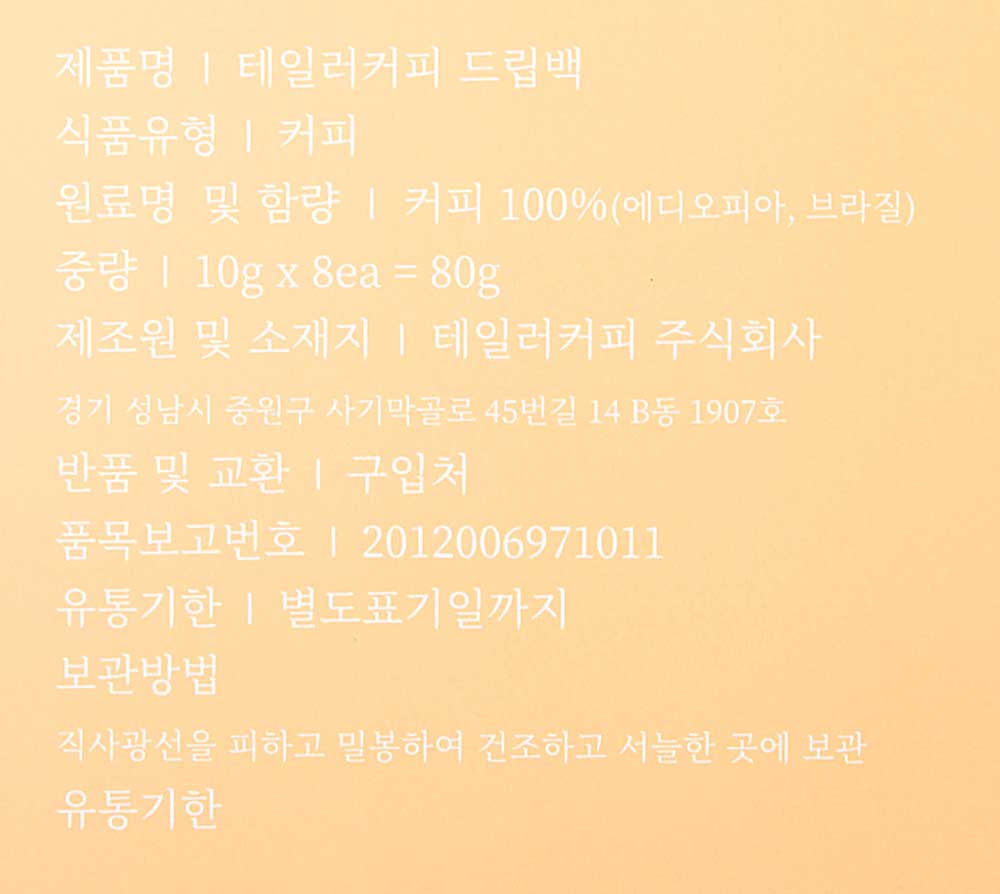 제품명 | 테일러커피 드립백
식품유형 | 커피
원료명 및 함량 | 커피 100%(에디오피아, 브라질)
중량 | 10g x 8ea = 80g
제조원 및 소재지 | 테일러커피 주식회사
경기 성남시 중원구 사기막골로 45번길 14 B동 1907호
반품 및 교환 | 구입처
품목보고번호 | 2012006971011
유통기한 | 별도표기일까지
보관방법
직사광선을 피하고 밀봉하여 건조하고 서늘한 곳에 보관
유통기한